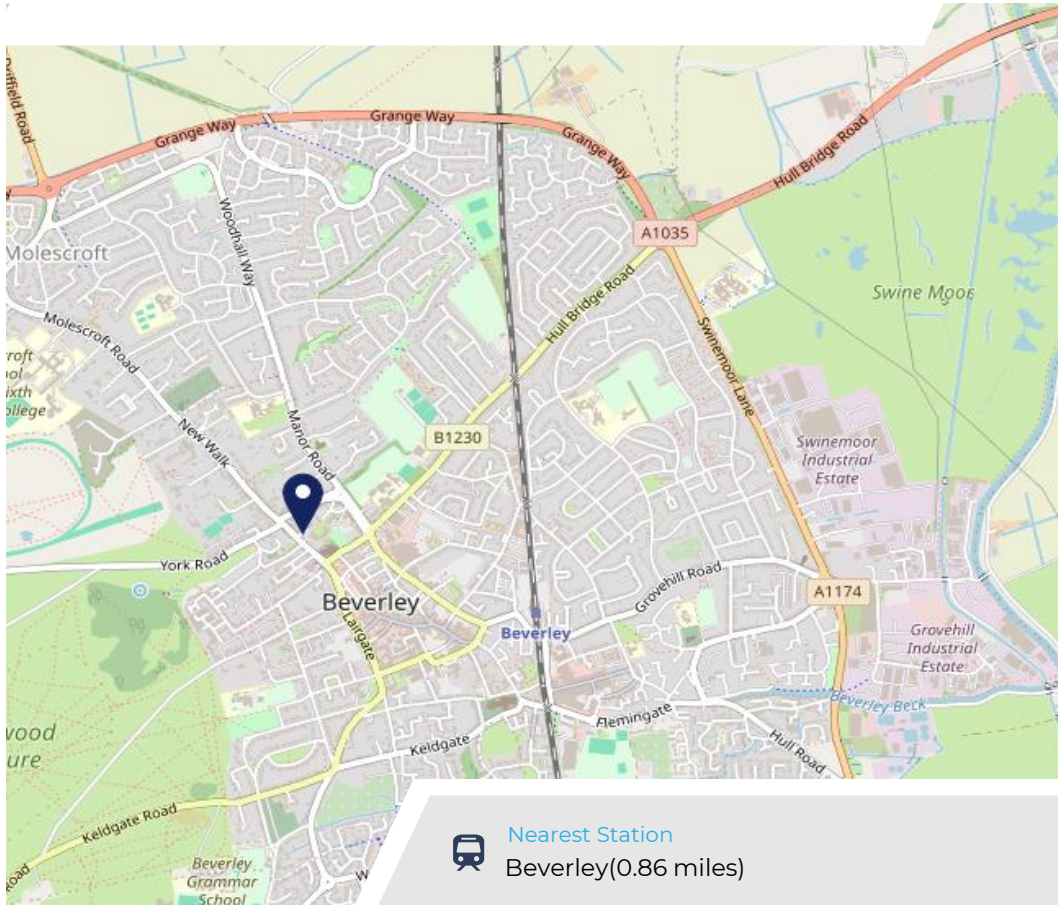 Driffield Road
Grange Way
Grange Way
Grange Way
Hull Bridge Road
A1035
Molescroft
Woodhall Way
Swine Moor
Hull Bridge Road
Molescroft Road
Swinemoor Lane
New Walk
Manor Road
B1230
Swinemoor
Industrial
Estate
York Road
Beverley
Lairgate
Beverley
Grovehill Road
A1174
Grovehill
Industrial
Estate
Beverley Beck
Flemingate
Hull Road
Keldgate
Keldgate Road
Beverley
Grammar
School
Road
Nearest Station
Beverley(0.86 miles)